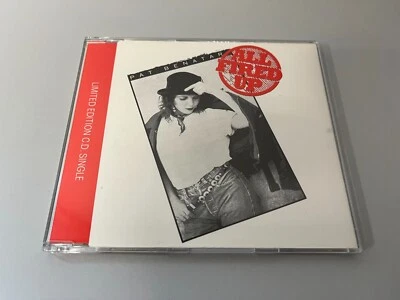 PAT BENATAR
ALL
FIRED
UP
LIMITED EDITION C.D. SINGLE